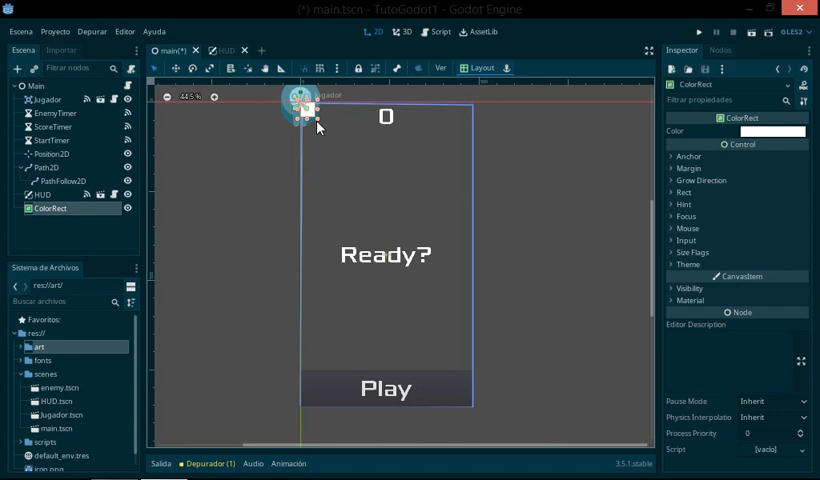 (*) main.tscn - TutoGodot1 - Godot Engine
Escena Proyecto Depurar Editor Ayuda
2D 3D Script AssetLib
GLES2
Escena Importar
main(*) HUD
Inspector Nodos
Filtrar nodos
Ver Layout
Main
Jugador
EnemyTimer
ScoreTimer
StartTimer
Position2D
Path2D
PathFollow2D
HUD
ColorRect
44.5 %
0
Ready?
Play
Sistema de Archivos
res://art/
Buscar archivos
Favoritos:
res://
art
fonts
scenes
enemy.tscn
HUD.tscn
Jugador.tscn
main.tscn
scripts
default_env.tres
icon.png
Salida Depurador (1) Audio Animación
3.5.1.stable
ColorRect
Filtrar propiedades
ColorRect
Color
Control
Anchor
Margin
Grow Direction
Rect
Hint
Focus
Mouse
Input
Size Flags
Theme
CanvasItem
Visibility
Material
Node
Editor Description
Pause Mode Inherit
Physics Interpolatio Inherit
Process Priority 0
Script [vacío]